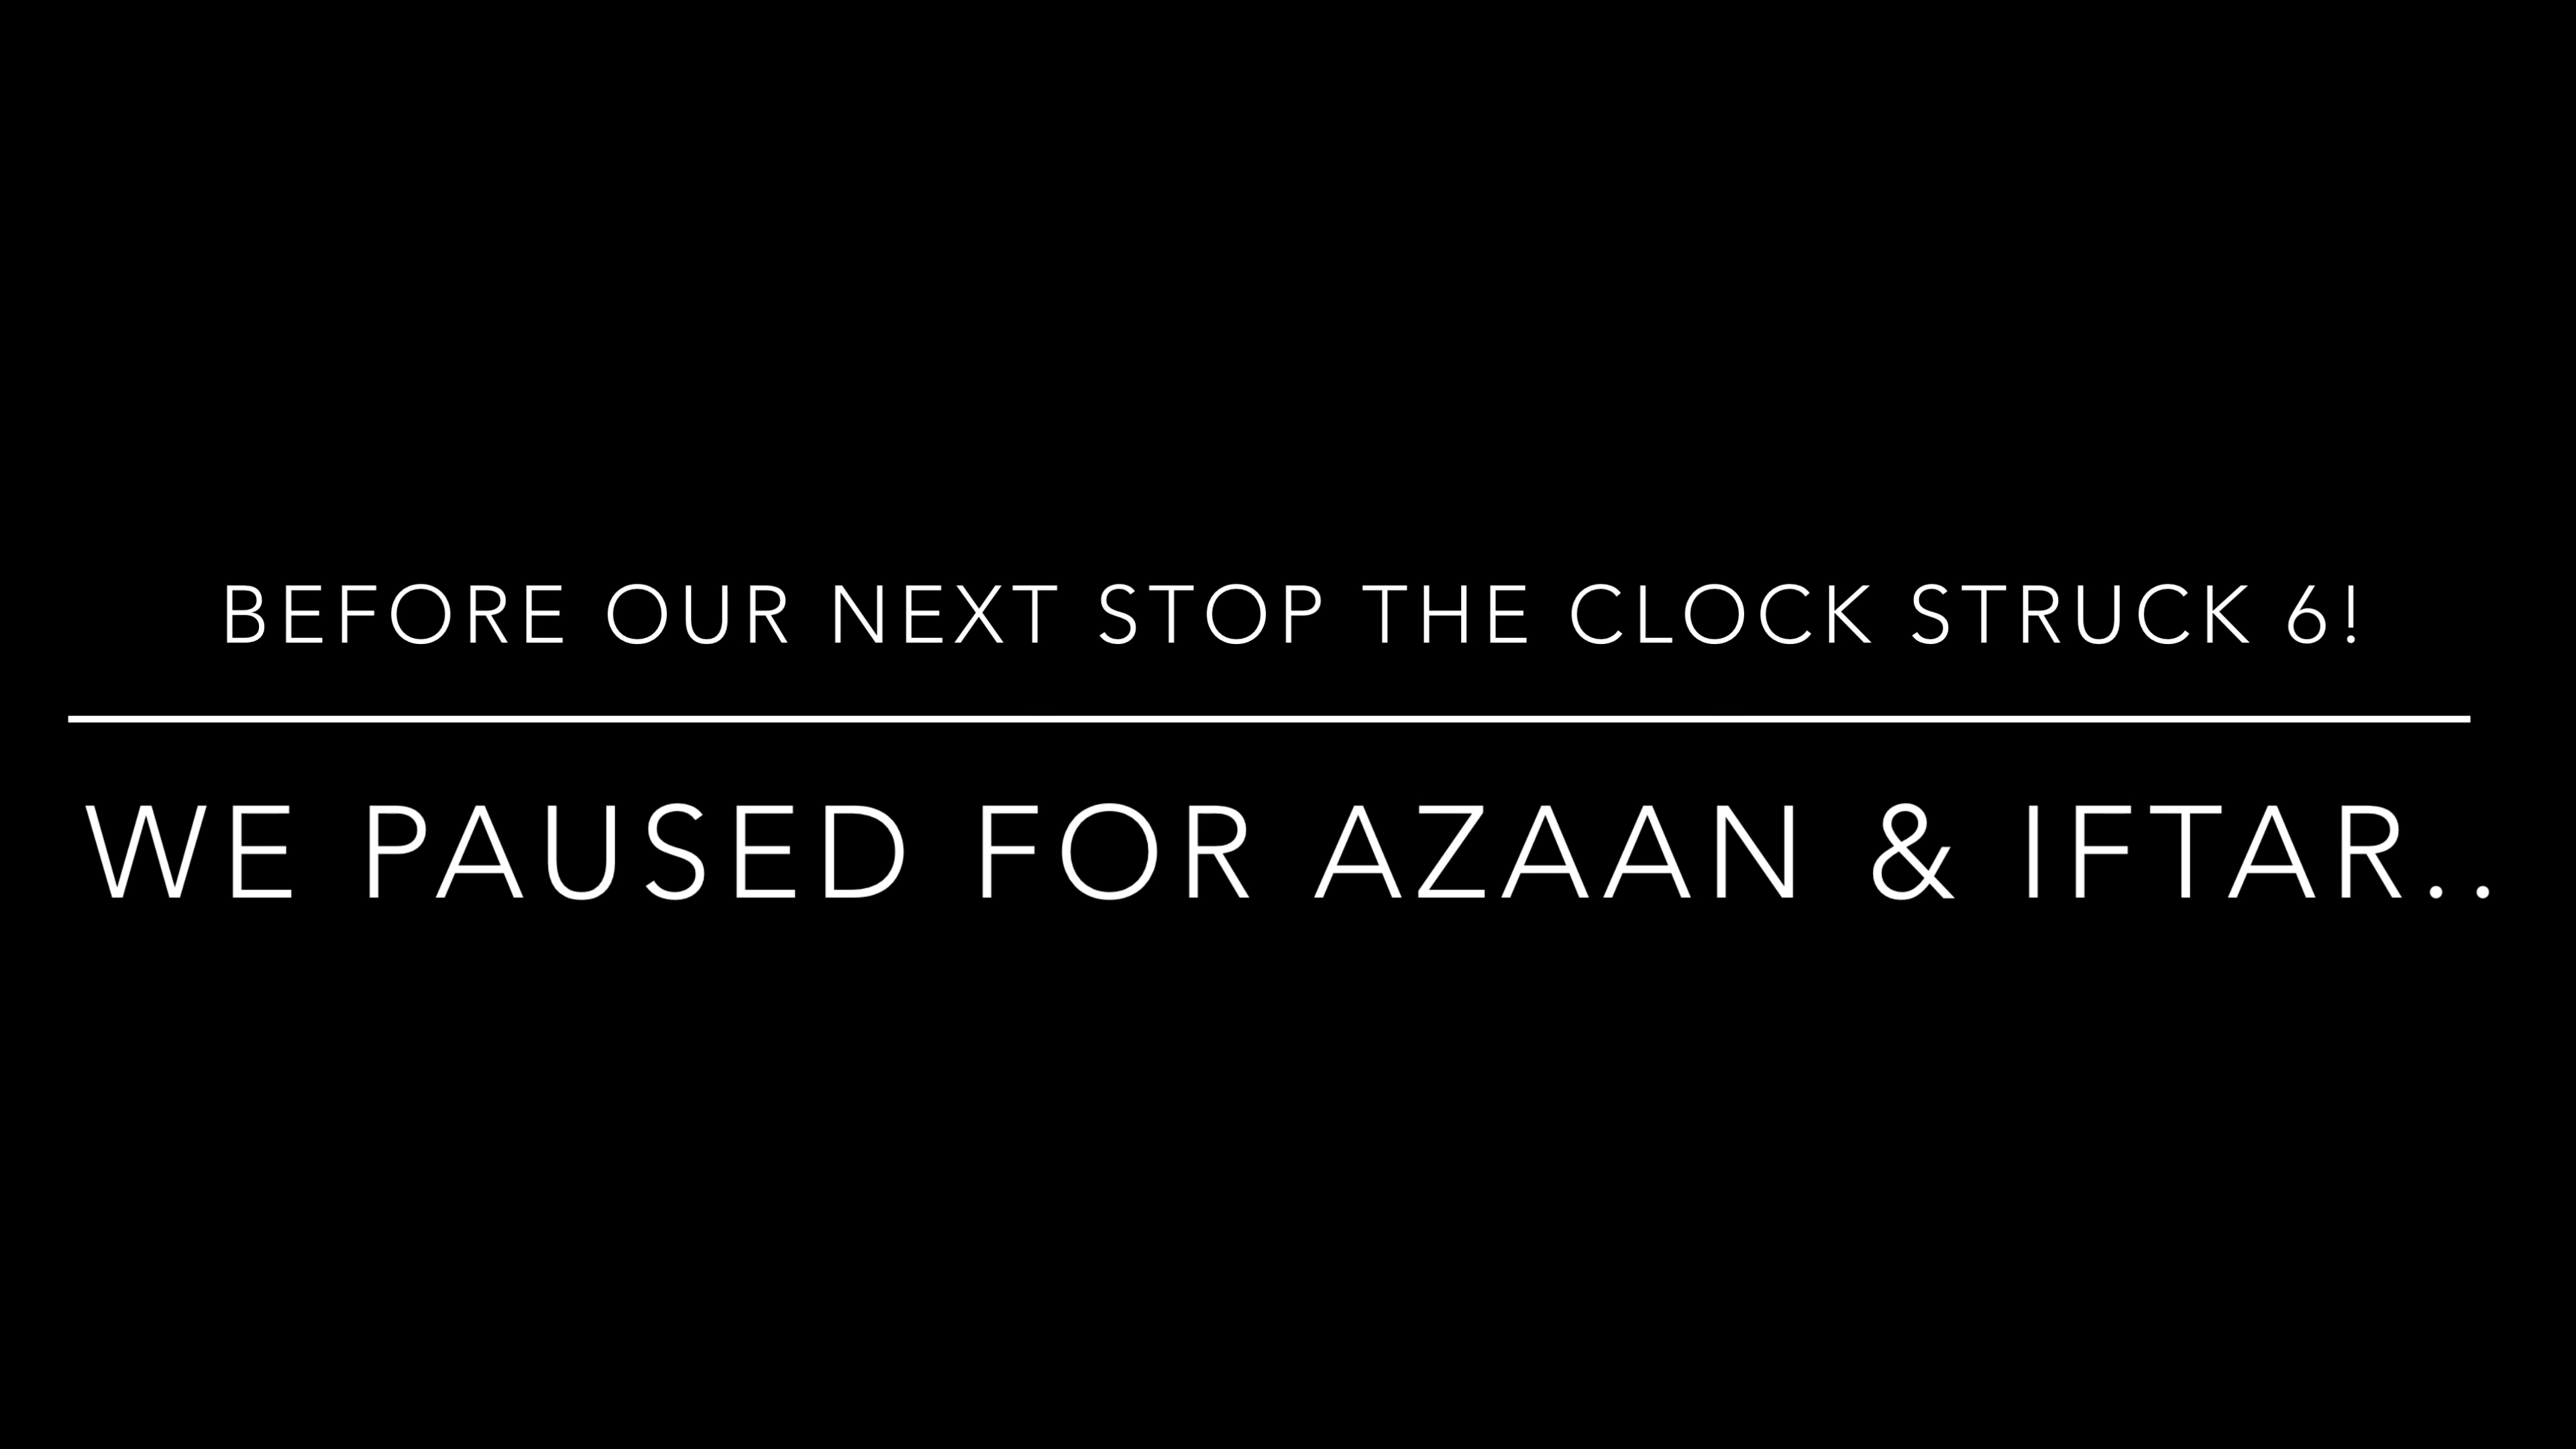 BEFORE OUR NEXT STOP THE CLOCK STRUCK 6!
WE PAUSED FOR AZAAN & IFTAR..